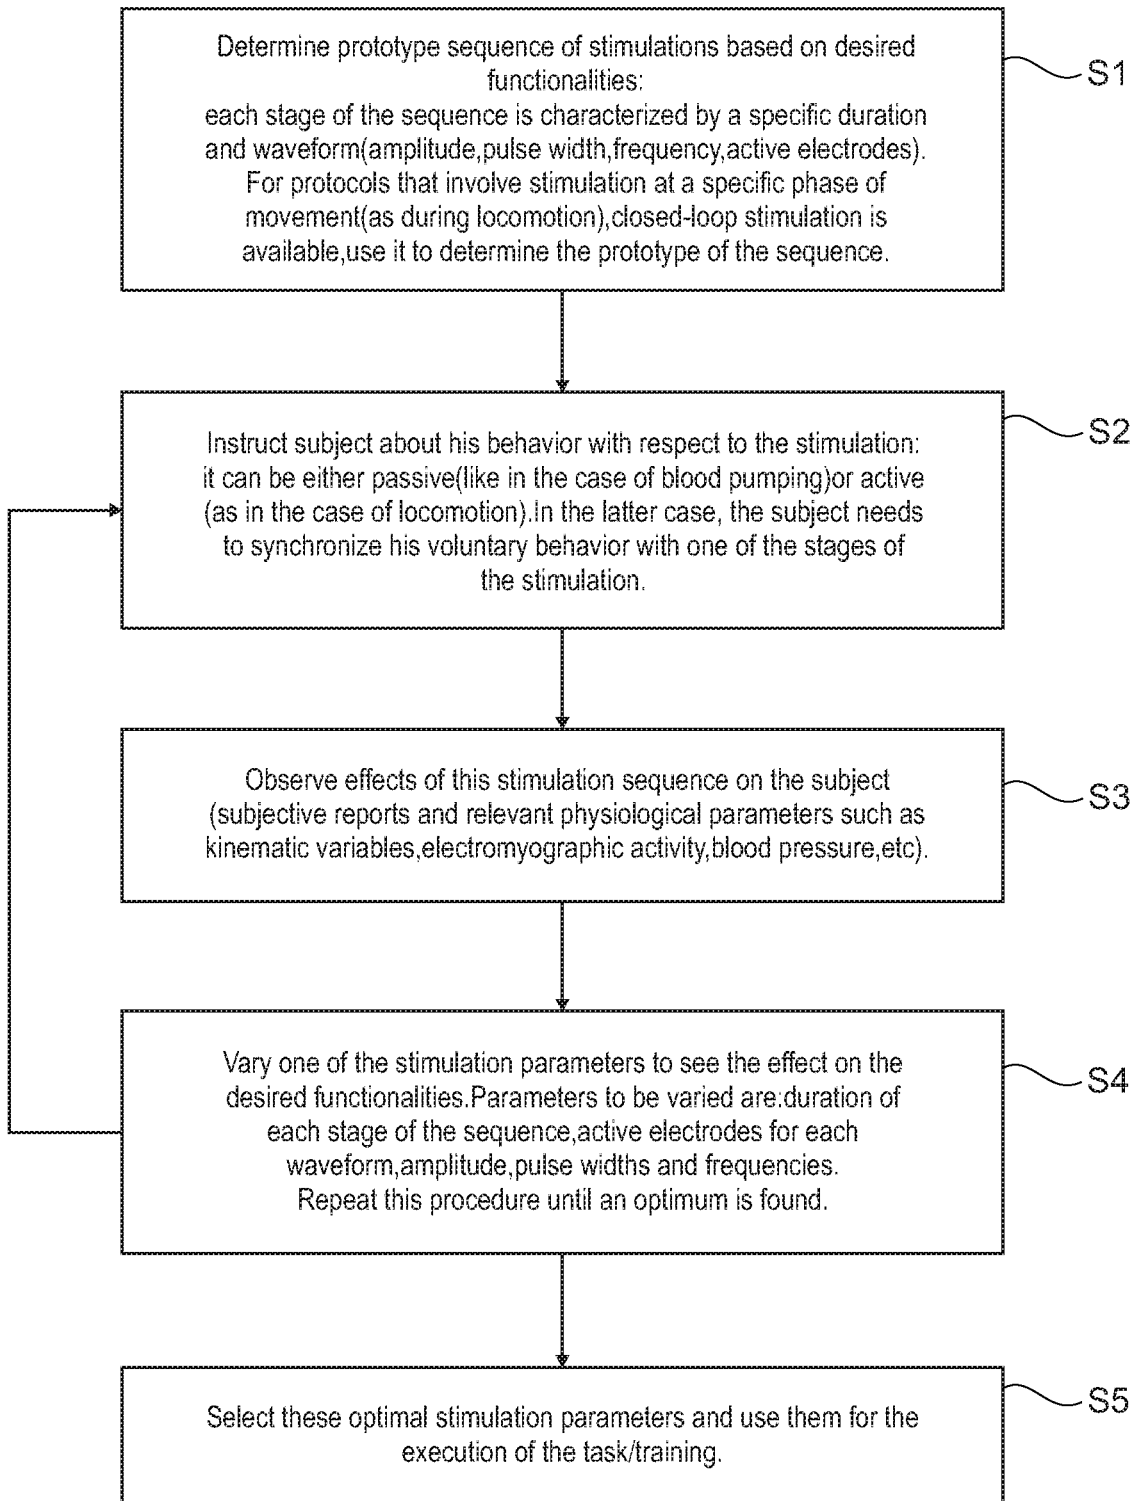 Determine prototype sequence of stimulations based on desired
functionalities:
each stage of the sequence is characterized by a specific duration
and waveform(amplitude,pulse width,frequency,active electrodes).
For protocols that involve stimulation at a specific phase of
movement(as during locomotion),closed-loop stimulation is
available,use it to determine the prototype of the sequence.
S1
Instruct subject about his behavior with respect to the stimulation:
it can be either passive(like in the case of blood pumping)or active
(as in the case of locomotion).In the latter case, the subject needs
to synchronize his voluntary behavior with one of the stages of
the stimulation.
S2
Observe effects of this stimulation sequence on the subject
(subjective reports and relevant physiological parameters such as
kinematic variables,electromyographic activity,blood pressure,etc).
S3
Vary one of the stimulation parameters to see the effect on the
desired functionalities.Parameters to be varied are:duration of
each stage of the sequence,active electrodes for each
waveform,amplitude,pulse widths and frequencies.
Repeat this procedure until an optimum is found.
S4
Select these optimal stimulation parameters and use them for the
execution of the task/training.
S5